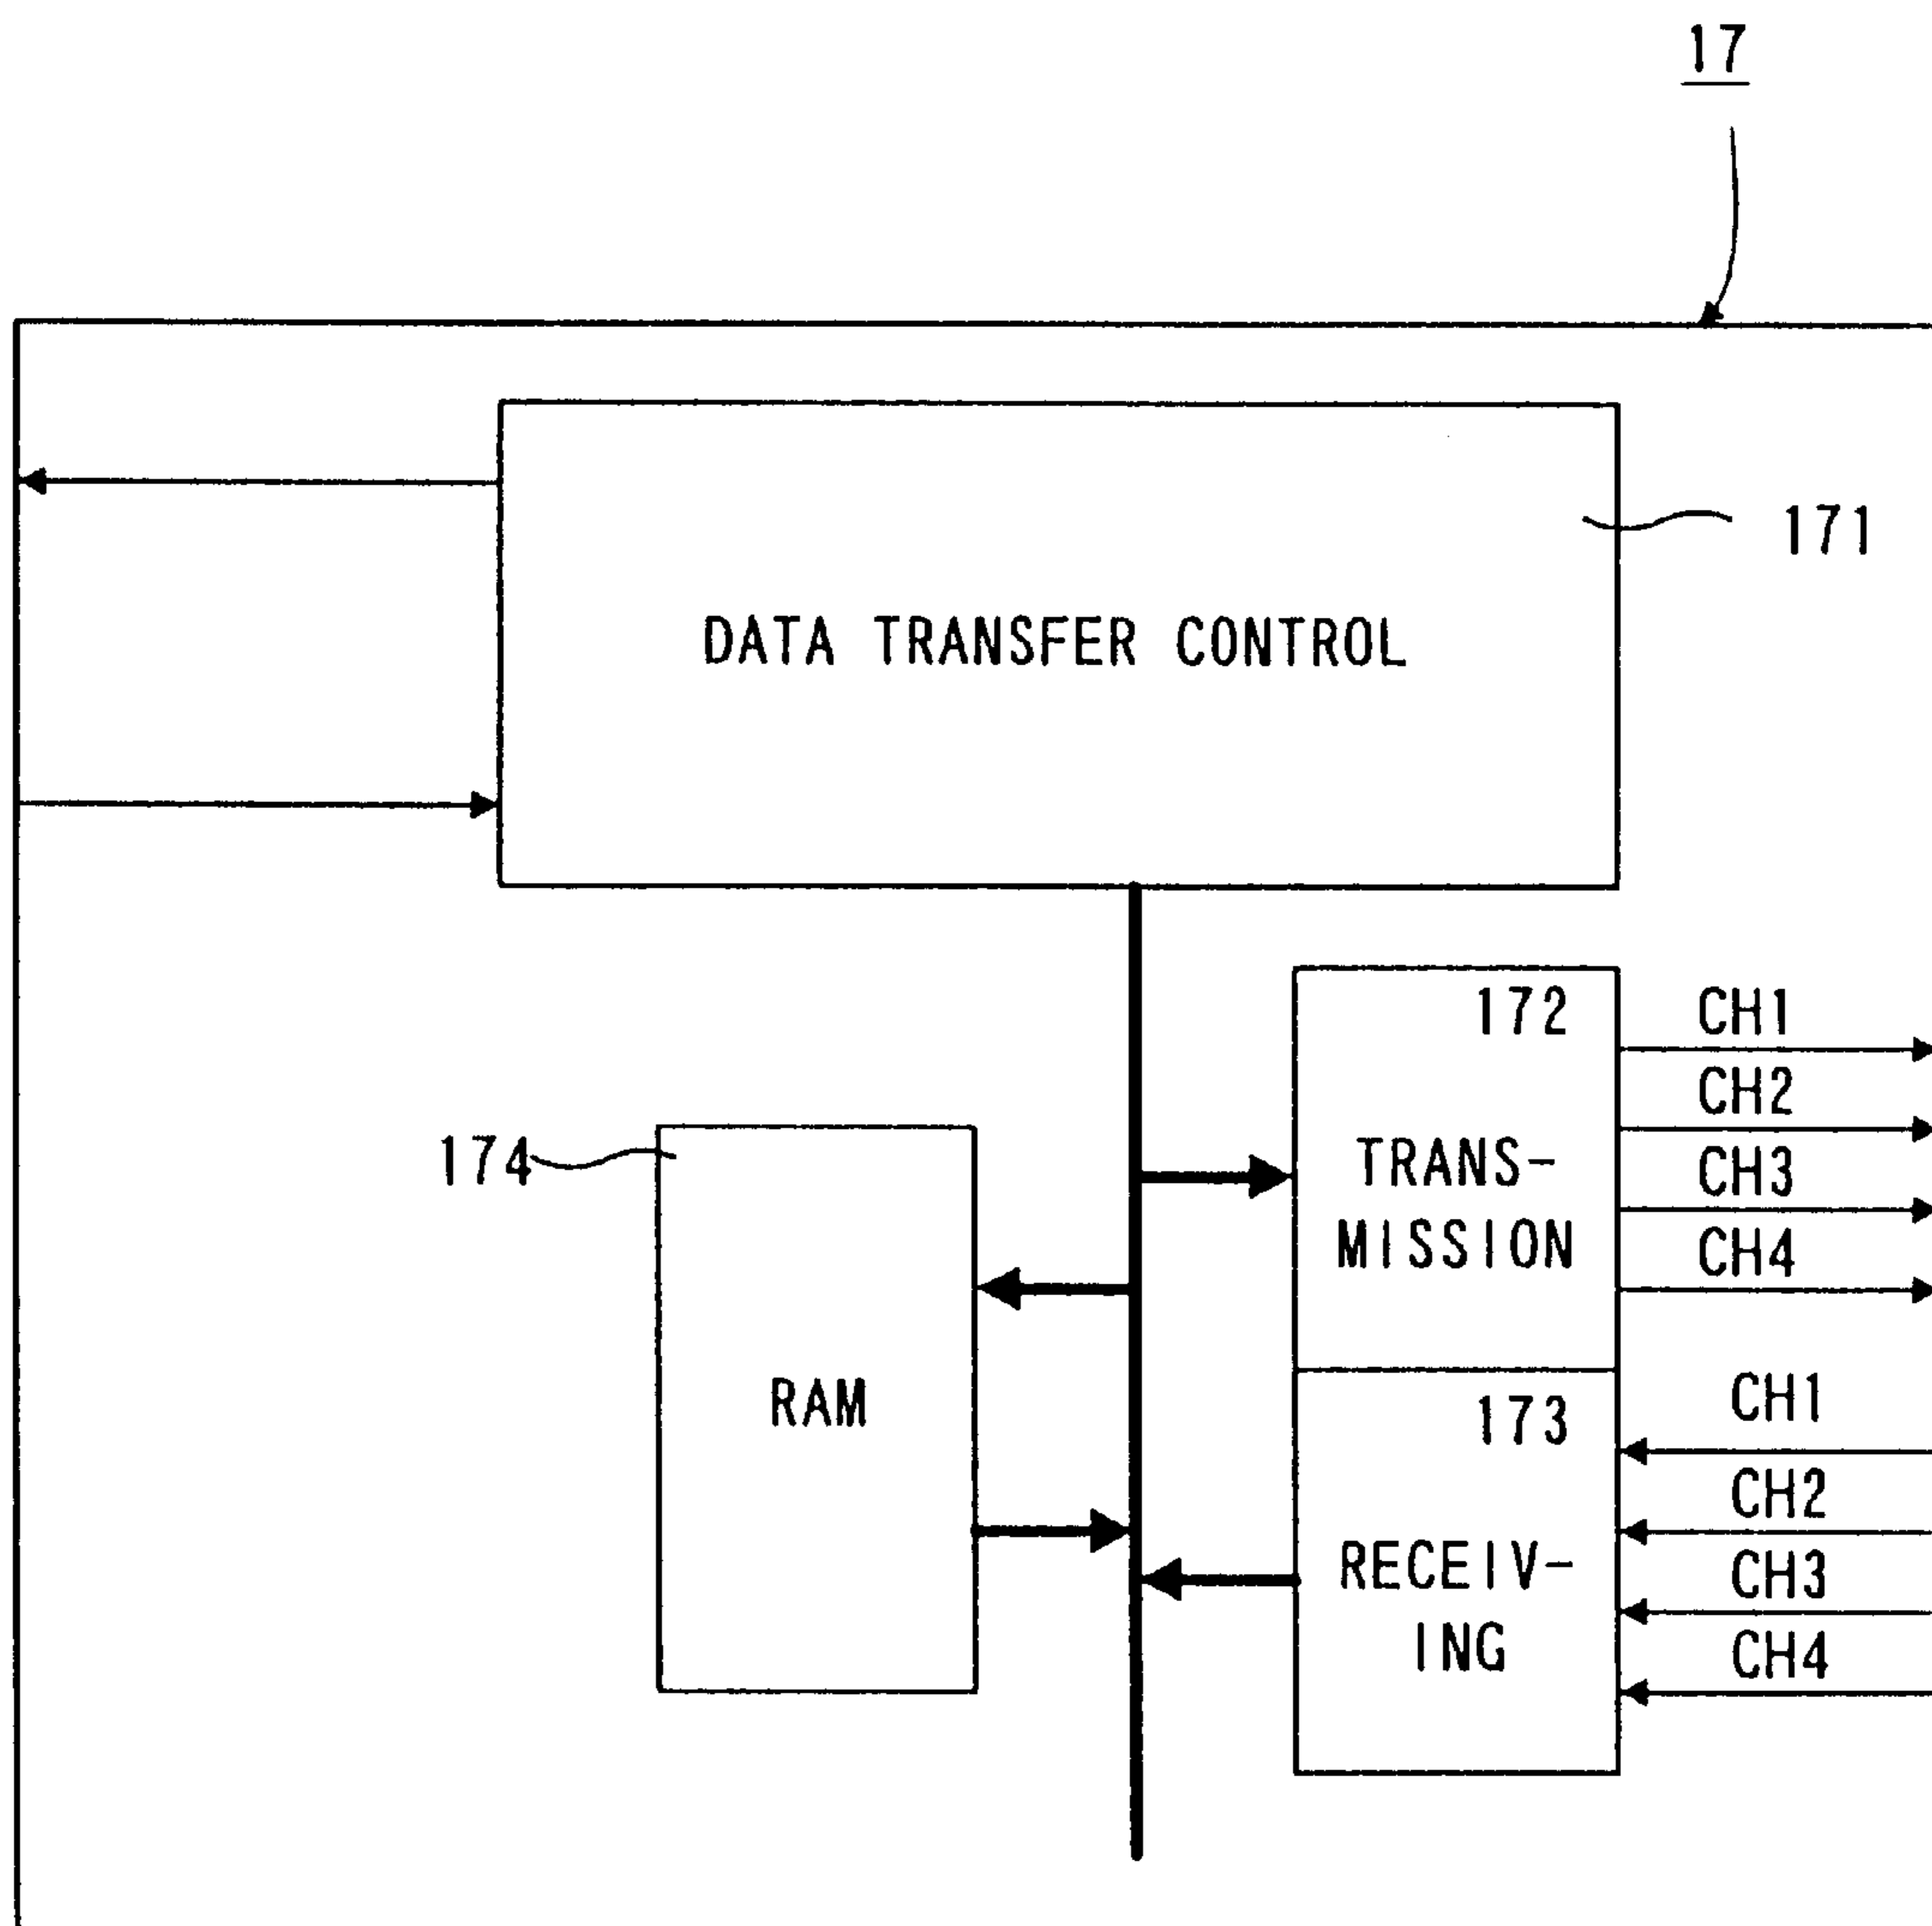 17
171
DATA TRANSFER CONTROL
172
CH1
CH2
174
TRANS-
MISSION
CH3
CH4
RAM
173
CH1
CH2
RECEIV-
ING
CH3
CH4